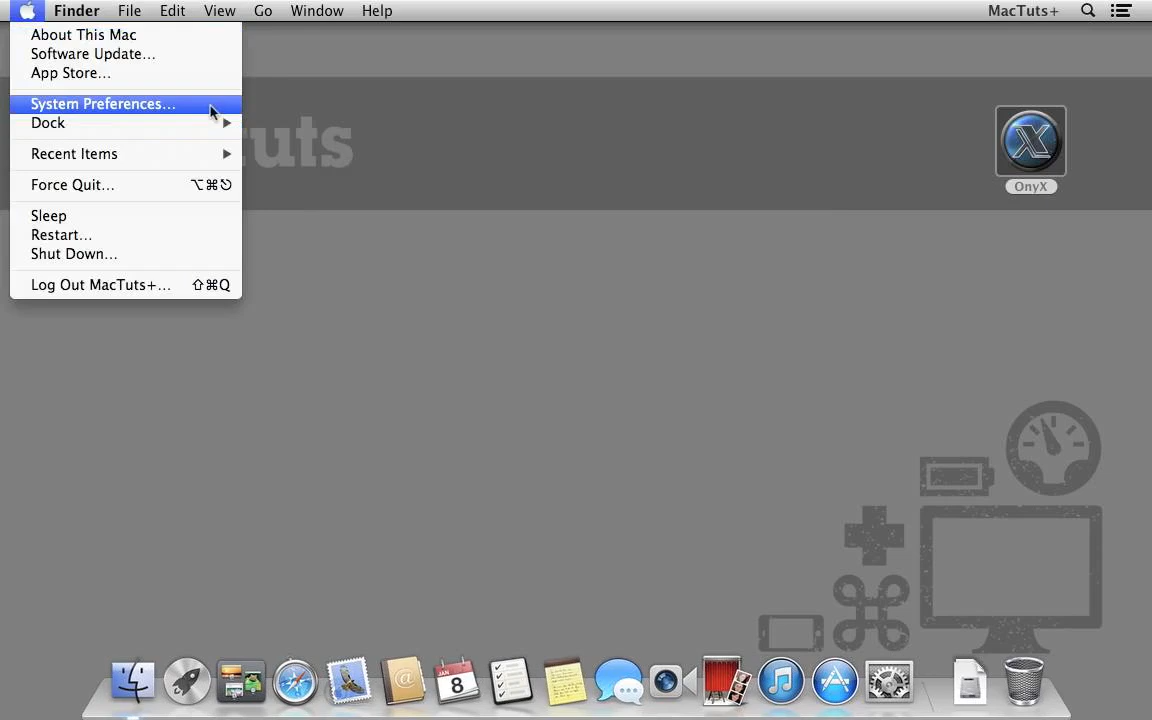 Finder File Edit View Go Window Help MacTuts+
About This Mac
Software Update...
App Store...
System Preferences...
Dock
Recent Items
Force Quit... ⌥⌘⎋
Sleep
Restart...
Shut Down...
Log Out MacTuts+... ⇧⌘Q
tuts
OnyX
JAN
8